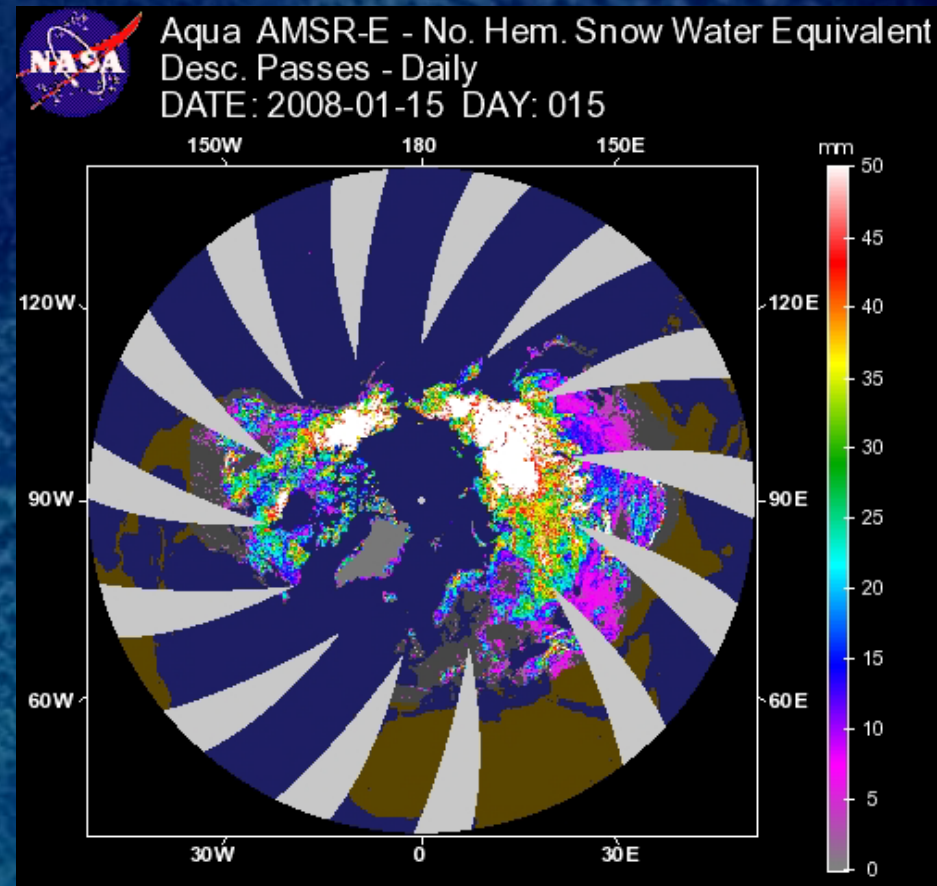 NASA
Aqua AMSR-E - No. Hem. Snow Water Equivalent
Desc. Passes - Daily
DATE: 2008-01-15 DAY: 015
150W 180 150E
mm
50
45
120W 120E
40
35
30
90W 90E
25
20
15
60W 60E
10
5
0
30W 0 30E